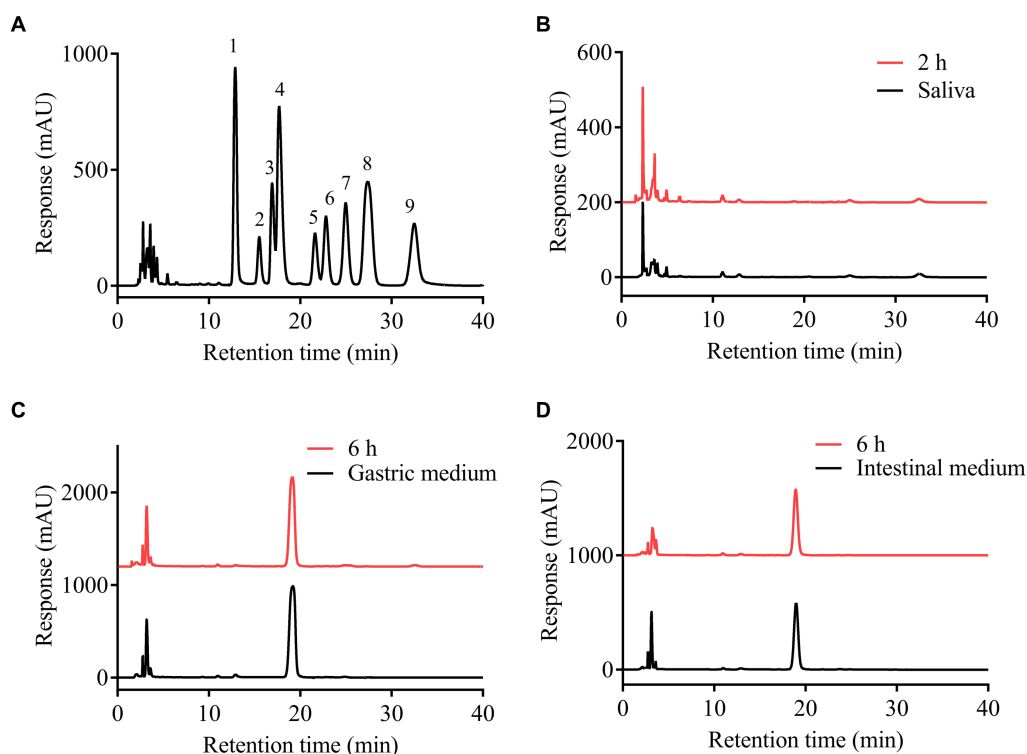 A
1000
500
0
Response (mAU)
1
2
3
4
5
6
7
8
9
0 10 20 30 40
Retention time (min)
B
600
400
200
0
Response (mAU)
2 h
Saliva
0 10 20 30 40
Retention time (min)
C
2000
1000
0
Response (mAU)
6 h
Gastric medium
0 10 20 30 40
Retention time (min)
D
2000
1000
0
Response (mAU)
6 h
Intestinal medium
0 10 20 30 40
Retention time (min)